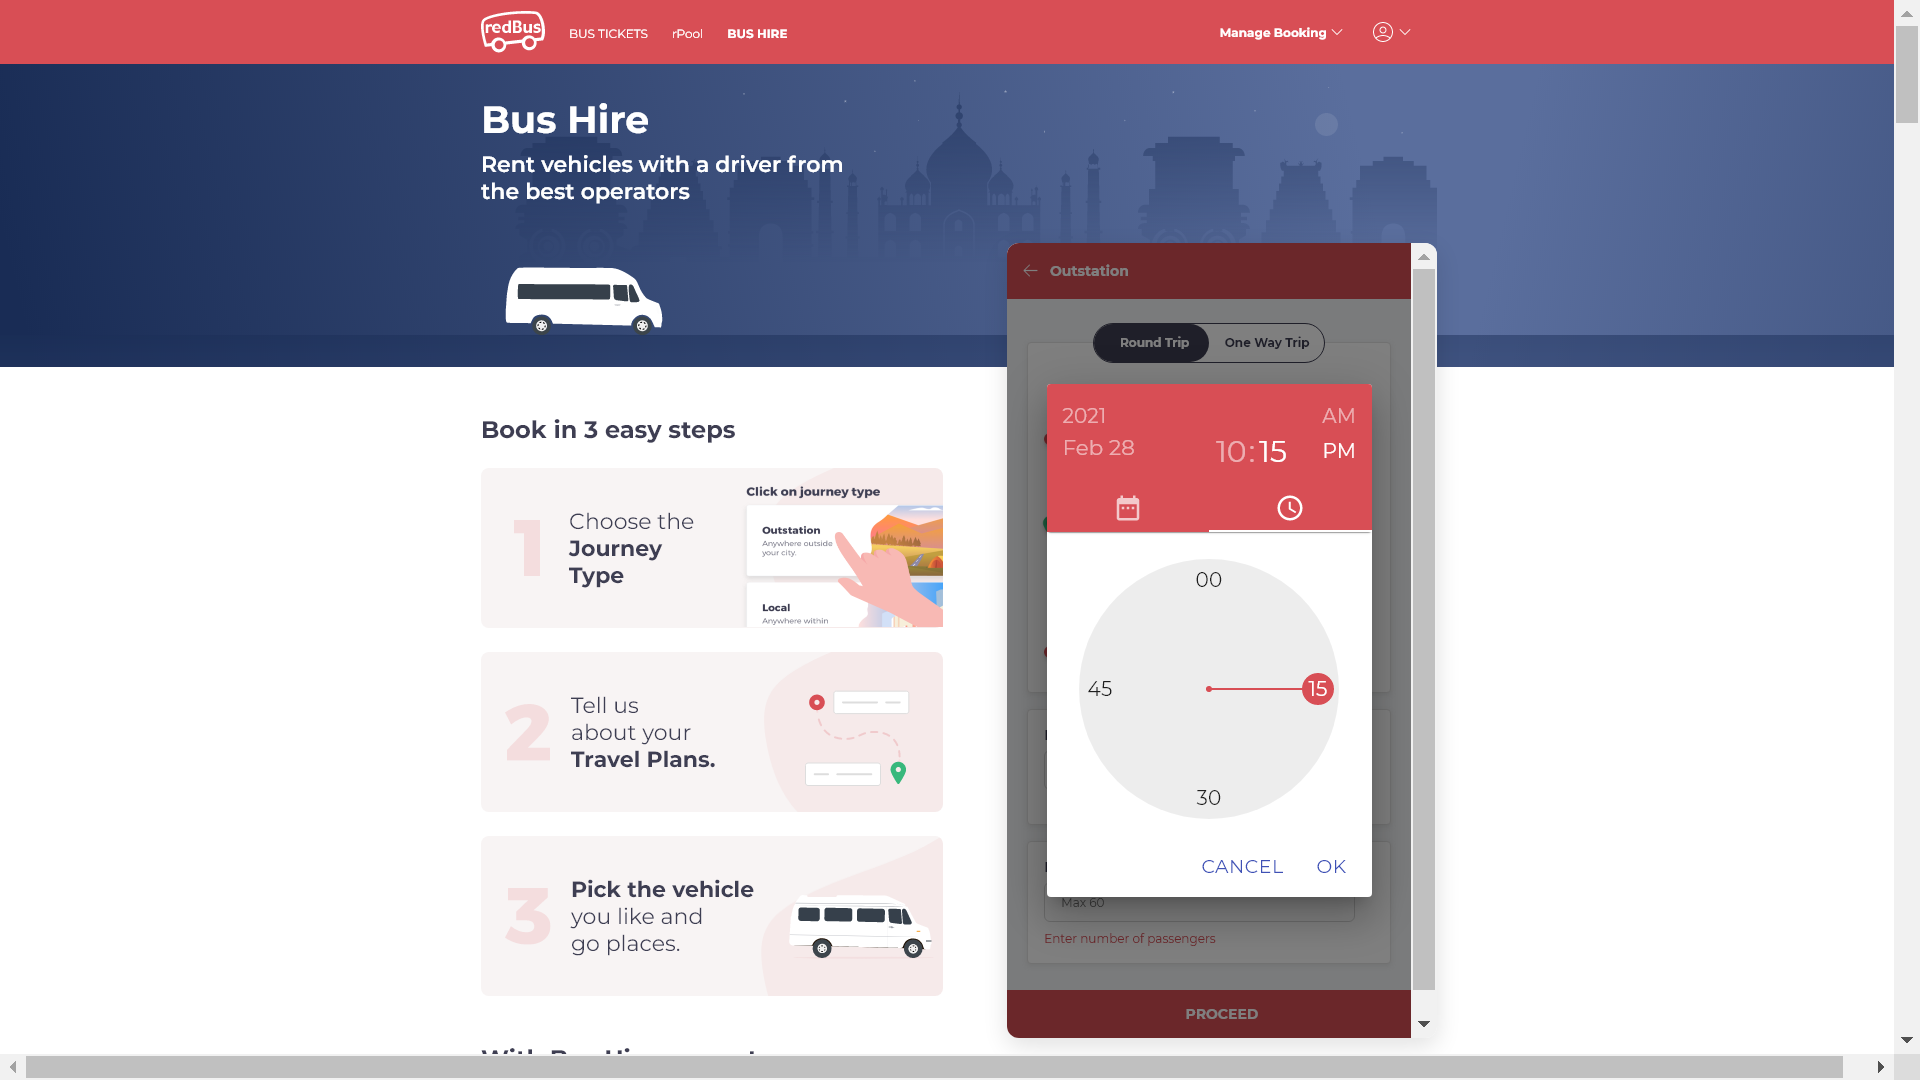 redBus
BUS TICKETS
rPool
BUS HIRE
Manage Booking
Bus Hire
Rent vehicles with a driver from
the best operators
Outstation
Round Trip
One Way Trip
2021
Feb 28
10:15
AM
PM
00
45
15
30
CANCEL
OK
Max 60
Enter number of passengers
PROCEED
Book in 3 easy steps
1
Choose the
Journey
Type
Click on journey type
Outstation
Anywhere outside
your city.
Local
Anywhere within
2
Tell us
about your
Travel Plans.
3
Pick the vehicle
you like and
go places.